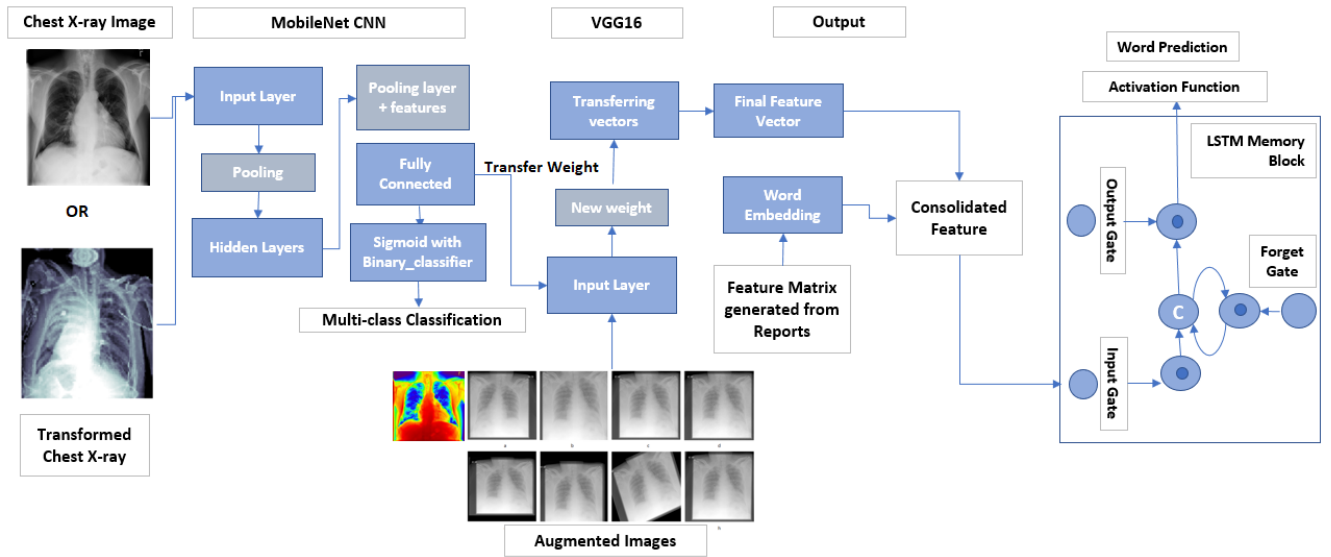 Chest X-ray Image
MobileNet CNN
VGG16
Output
Word Prediction
Activation Function
Input Layer
Pooling layer
+ features
Transferring
vectors
Final Feature
Vector
LSTM Memory
Block
Pooling
Fully
Connected
Transfer Weight
New weight
Word
Embedding
Consolidated
Feature
Output Gate
OR
Hidden Layers
Sigmoid with
Binary_classifier
Input Layer
Forget
Gate
Feature Matrix
generated from
Reports
Multi-class Classification
C
Input Gate
a
b
c
d
Transformed
Chest X-ray
Augmented Images